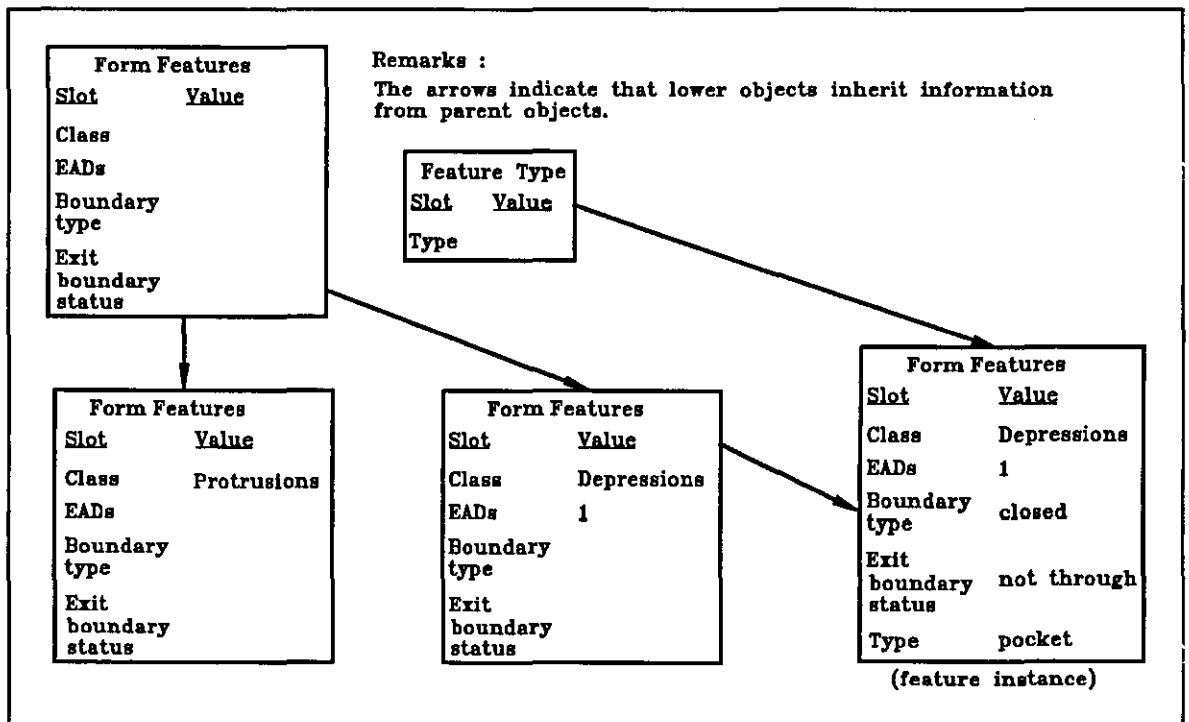 Form Features
Slot Value
Class
EADs
Boundary
type
Exit
boundary
status
Remarks :
The arrows indicate that lower objects inherit information
from parent objects.
Feature Type
Slot Value
Type
Form Features
Slot Value
Class Protrusions
EADs
Boundary
type
Exit
boundary
status
Form Features
Slot Value
Class Depressions
EADs 1
Boundary
type
Exit
boundary
status
Form Features
Slot Value
Class Depressions
EADs 1
Boundary
type closed
Exit
boundary not through
status
Type pocket
(feature instance)